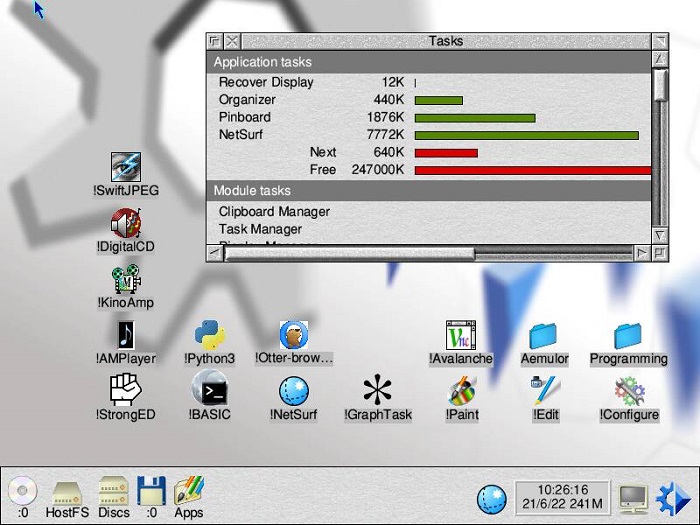 Tasks
Application tasks
Recover Display 12K
Organizer 440K
Pinboard 1876K
NetSurf 7772K
Next 640K
Free 247000K
Module tasks
Clipboard Manager
Task Manager
Display Manager
!SwiftJPEG
!DigitalCD
!KinoAmp
!AMPlayer !Python3 !Otter-brow... !Avalanche Aemulor Programming
!StrongED !BASIC !NetSurf !GraphTask !Paint !Edit !Configure
:0 HostFS Discs :0 Apps
10:26:16
21/6/22 241M